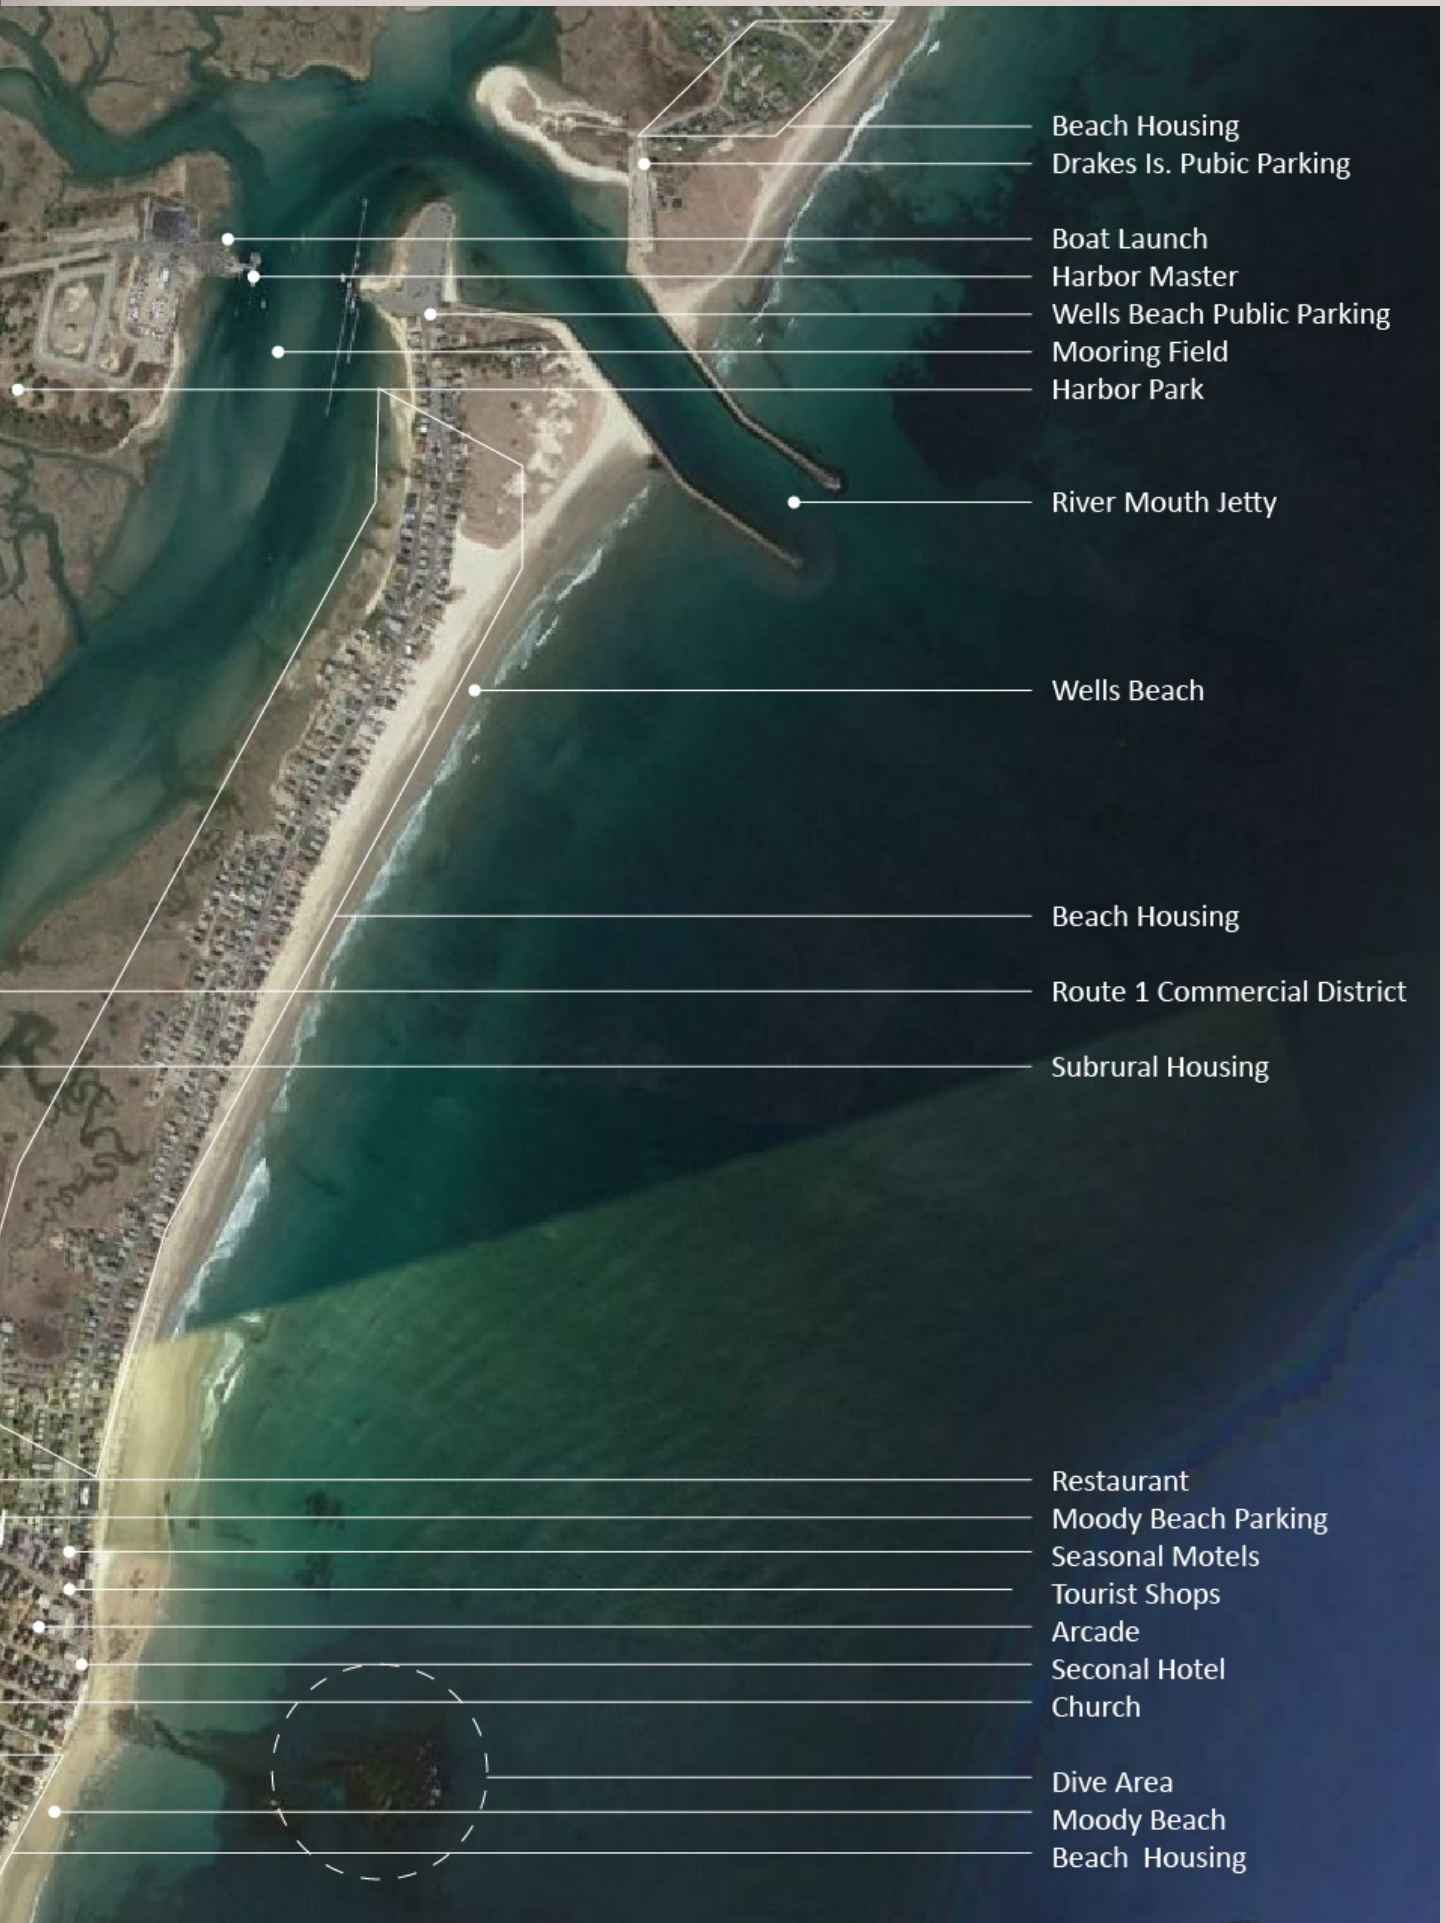 Beach Housing
Drakes Is. Pubic Parking
Boat Launch
Harbor Master
Wells Beach Public Parking
Mooring Field
Harbor Park
River Mouth Jetty
Wells Beach
Beach Housing
Route 1 Commercial District
Subrural Housing
Restaurant
Moody Beach Parking
Seasonal Motels
Tourist Shops
Arcade
Seconal Hotel
Church
Dive Area
Moody Beach
Beach  Housing